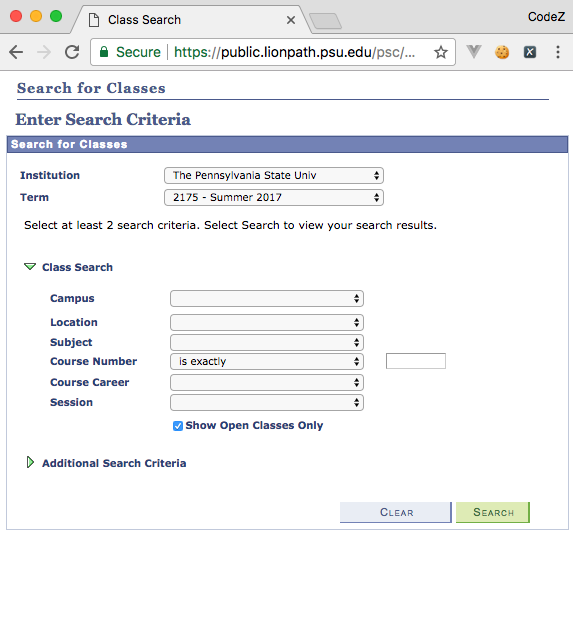 Class Search
CodeZ
Secure https://public.lionpath.psu.edu/psc/...
Search for Classes
Enter Search Criteria
Search for Classes
Institution The Pennsylvania State Univ
Term 2175 - Summer 2017
Select at least 2 search criteria. Select Search to view your search results.
Class Search
Campus
Location
Subject
Course Number is exactly
Course Career
Session
Show Open Classes Only
Additional Search Criteria
CLEAR SEARCH